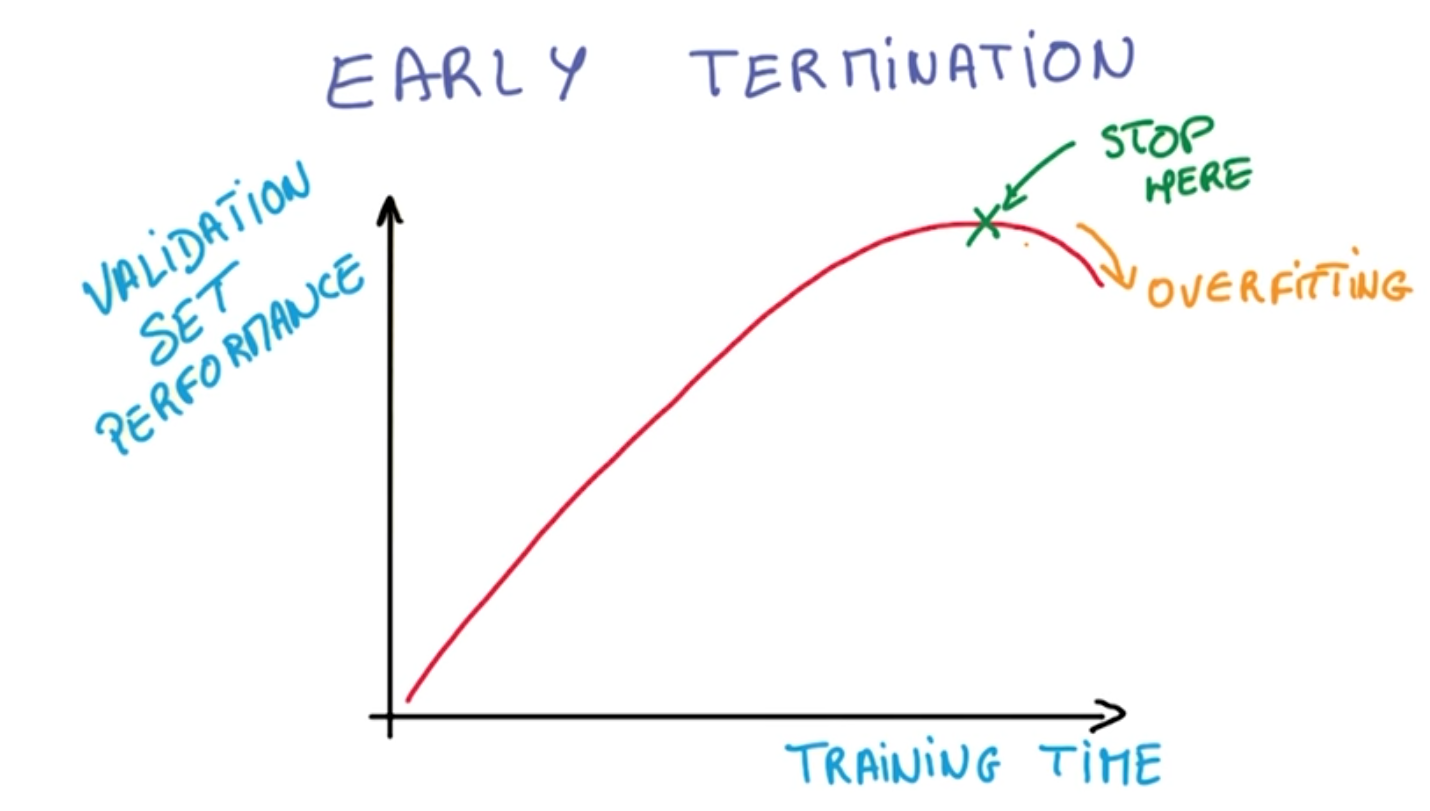 EARLY TERMINATION
STOP
HERE
VALIDATION
SET
PERFORMANCE
OVERFITTING
TRAINING TIME